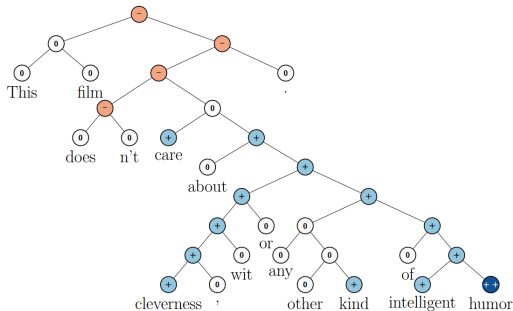 −
0 −
0 0 − 0
This film .
− 0
0 0 + +
does n't care
0 +
about
+ +
+ 0 0 +
or
+ 0 0 0 0 +
wit any of
+ 0 0 + + ++
cleverness , other kind intelligent humor